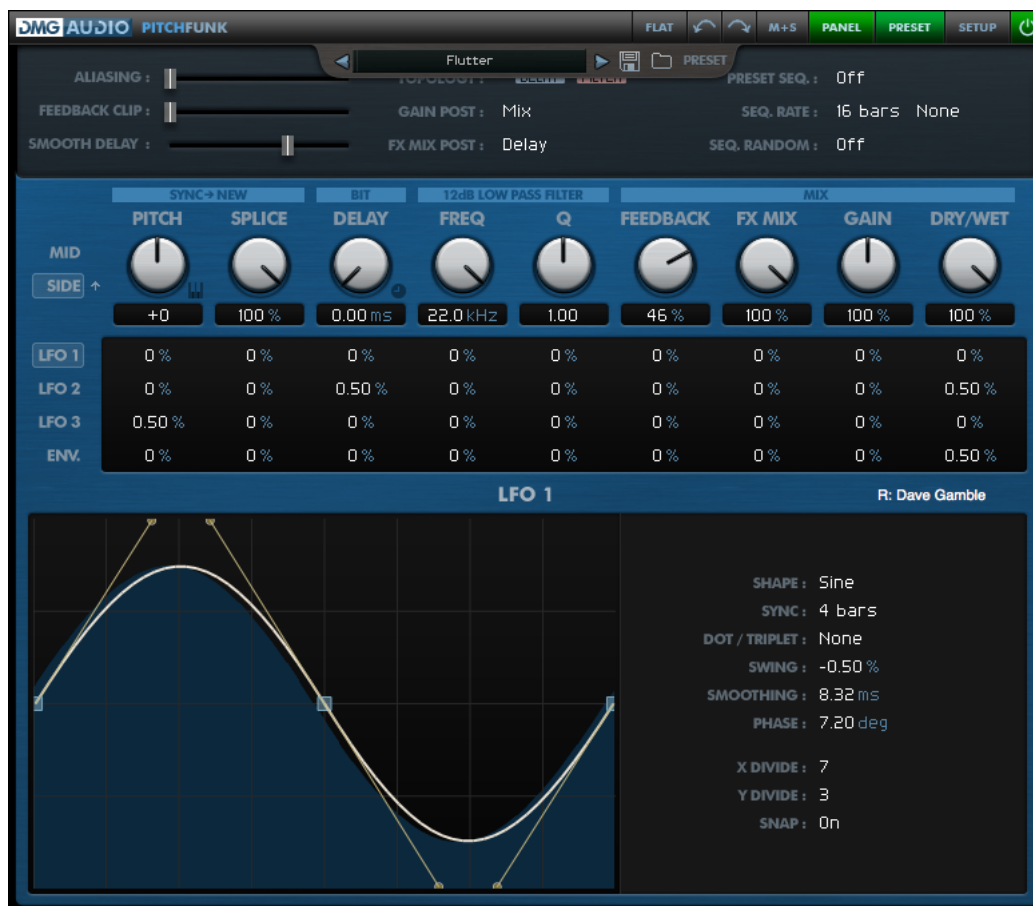 DMG AUDIO PITCHFUNK FLAT M+S PANEL PRESET SETUP
Flutter PRESET
ALIASING : TOPOLOGY : DELAY FILTER PRESET SEQ. : Off
FEEDBACK CLIP : GAIN POST : Mix SEQ. RATE : 16 bars None
SMOOTH DELAY : FX MIX POST : Delay SEQ. RANDOM : Off
SYNC→NEW BIT 12dB LOW PASS FILTER MIX
PITCH SPLICE DELAY FREQ Q FEEDBACK FX MIX GAIN DRY/WET
MID
SIDE ↑
+0 100 % 0.00 ms 22.0 kHz 1.00 46 % 100 % 100 % 100 %
LFO 1 0 % 0 % 0 % 0 % 0 % 0 % 0 % 0 % 0 %
LFO 2 0 % 0 % 0.50 % 0 % 0 % 0 % 0 % 0 % 0.50 %
LFO 3 0.50 % 0 % 0 % 0 % 0 % 0 % 0 % 0 % 0 %
ENV. 0 % 0 % 0 % 0 % 0 % 0 % 0 % 0 % 0.50 %
LFO 1 R: Dave Gamble
SHAPE : Sine
SYNC : 4 bars
DOT / TRIPLET : None
SWING : -0.50 %
SMOOTHING : 8.32 ms
PHASE : 7.20 deg
X DIVIDE : 7
Y DIVIDE : 3
SNAP : On